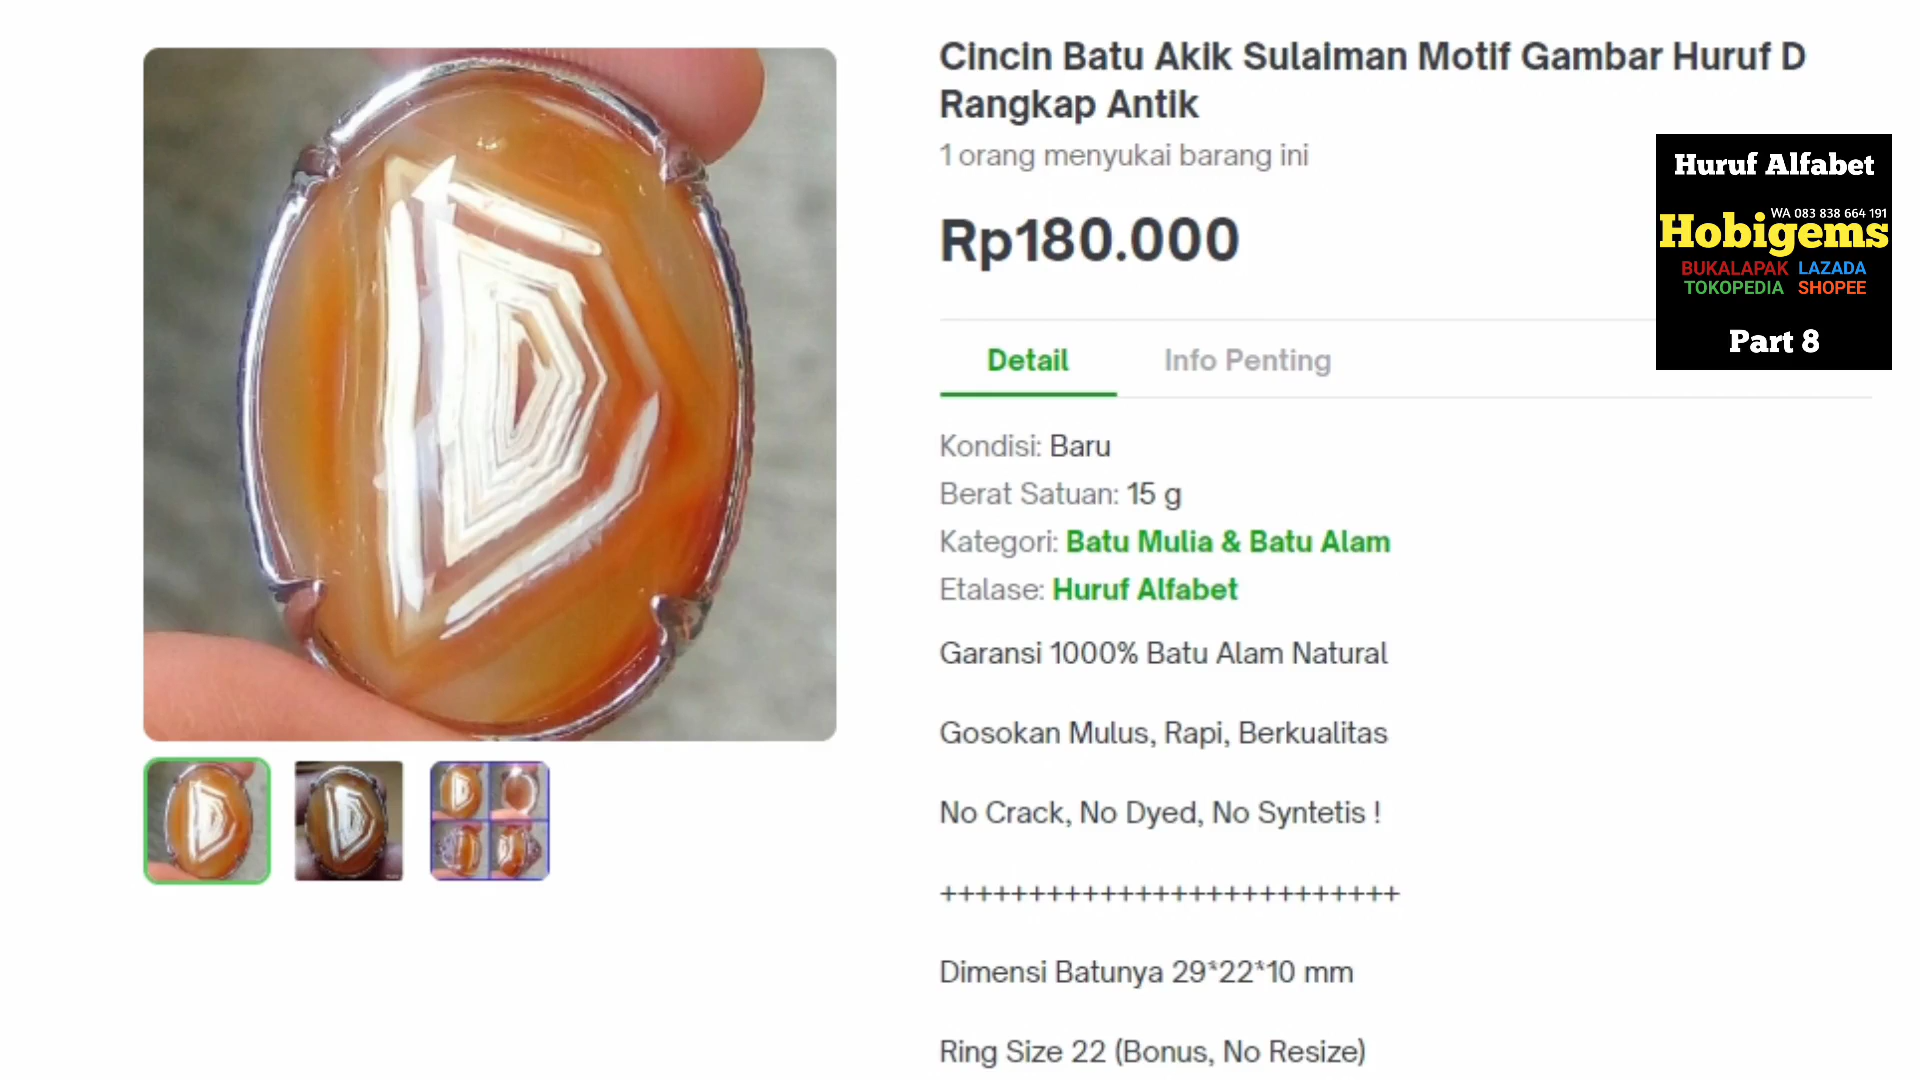 Cincin Batu Akik Sulaiman Motif Gambar Huruf D
Rangkap Antik
1 orang menyukai barang ini
Rp180.000
Detail
Info Penting
Kondisi: Baru
Berat Satuan: 15 g
Kategori: Batu Mulia & Batu Alam
Etalase: Huruf Alfabet
Garansi 1000% Batu Alam Natural
Gosokan Mulus, Rapi, Berkualitas
No Crack, No Dyed, No Syntetis !
++++++++++++++++++++++++++
Dimensi Batunya 29*22*10 mm
Ring Size 22 (Bonus, No Resize)
Huruf Alfabet
WA 083 838 664 191
Hobigems
BUKALAPAK LAZADA
TOKOPEDIA SHOPEE
Part 8